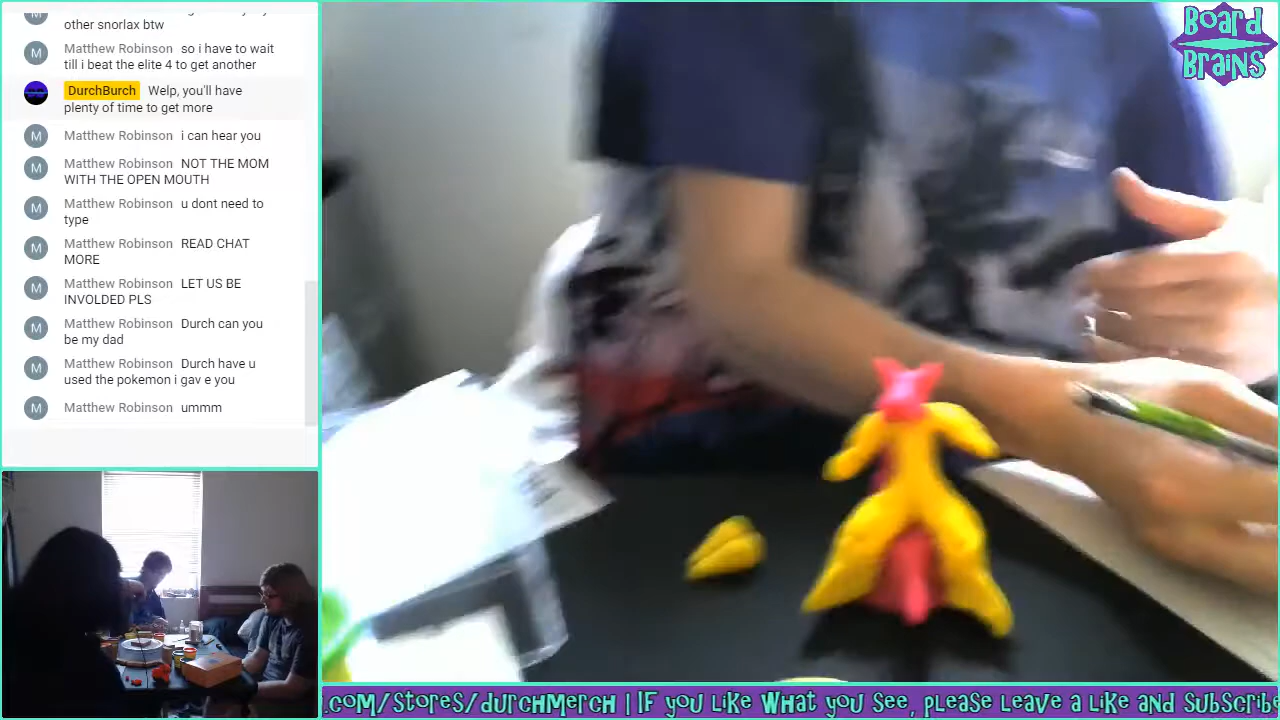 other snorlax btw
M Matthew Robinson so i have to wait
till i beat the elite 4 to get another
DurchBurch Welp, you'll have
plenty of time to get more
M Matthew Robinson i can hear you
M Matthew Robinson NOT THE MOM
WITH THE OPEN MOUTH
M Matthew Robinson u dont need to
type
M Matthew Robinson READ CHAT
MORE
M Matthew Robinson LET US BE
INVOLDED PLS
M Matthew Robinson Durch can you
be my dad
M Matthew Robinson Durch have u
used the pokemon i gav e you
M Matthew Robinson ummm
Board
Brains
.com/stores/durchmerch | If you like what you see, please leave a like and subscrib